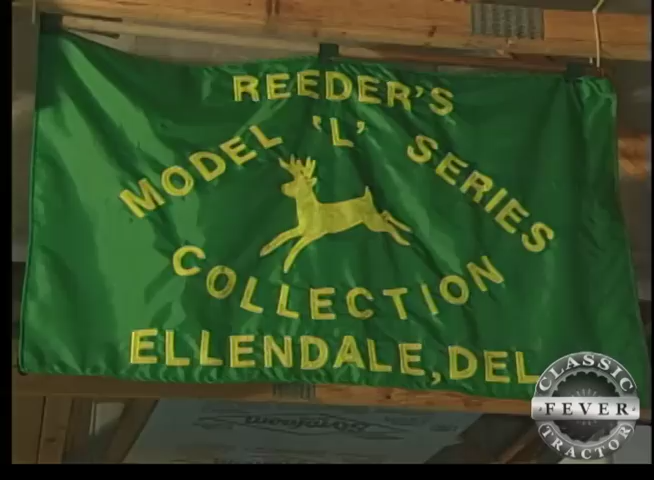 REEDER'S
MODEL 'L' SERIES
COLLECTION
ELLENDALE, DEL
CLASSIC
FEVER
TRACTOR